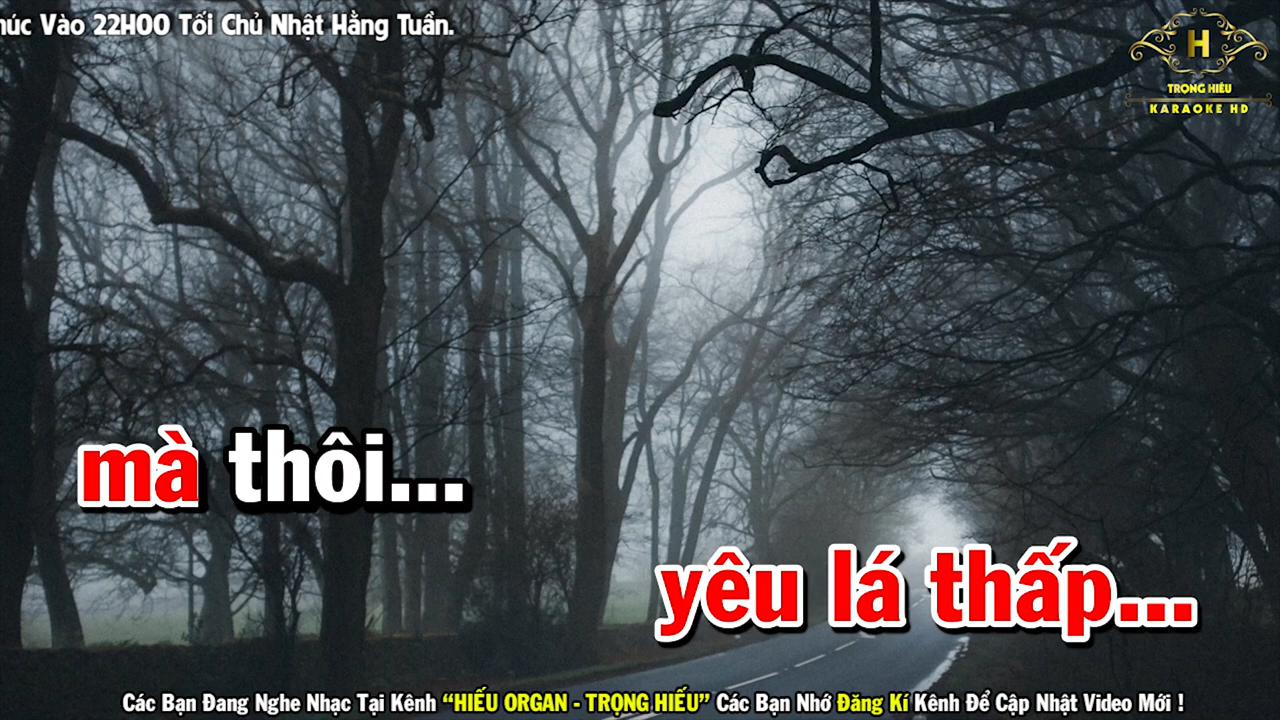 Vào 22H00 Tối Chủ Nhật Hằng Tuần.
H
TRỌNG HIẾU
KARAOKE HD
mà thôi...
yêu lá thấp...
Các Bạn Đang Nghe Nhạc Tại Kênh “HIẾU ORGAN - TRỌNG HIẾU” Các Bạn Nhớ Đăng Kí Kênh Để Cập Nhật Video Mới !